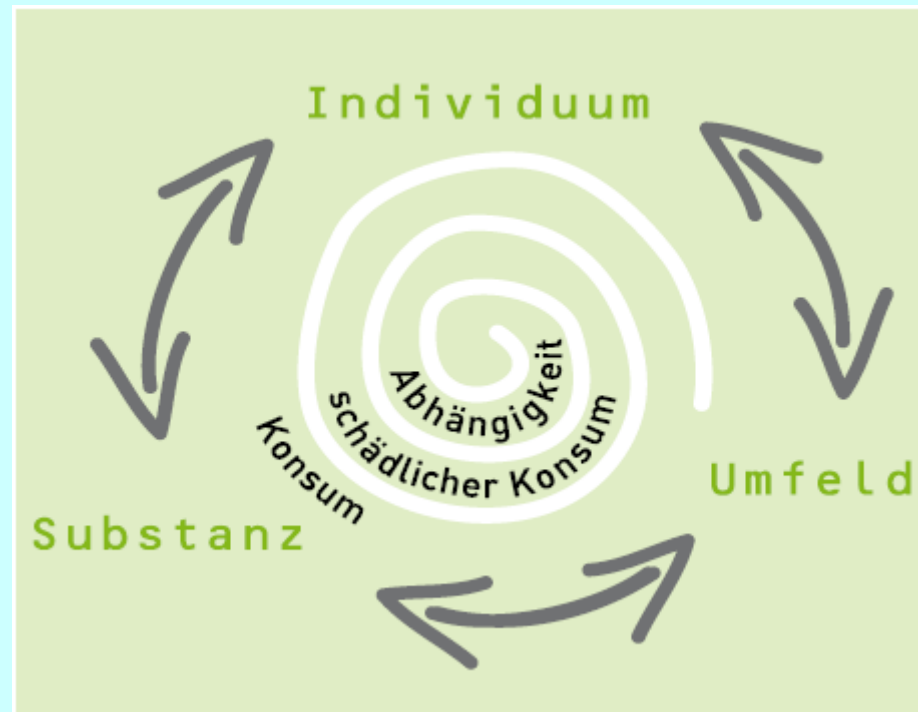 Individuum
Abhängigkeit
schädlicher Konsum
Konsum
Umfeld
Substanz